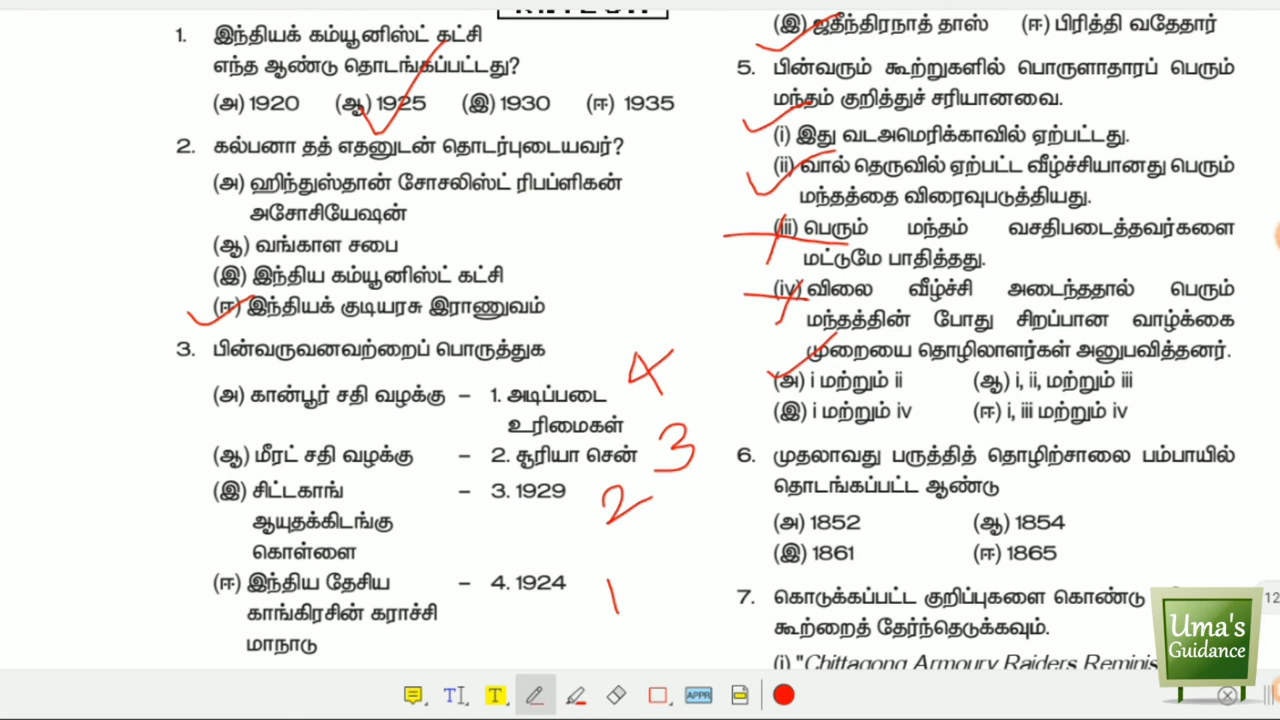 1. இந்தியக் கம்யூனிஸ்ட் கட்சி
எந்த ஆண்டு தொடங்கப்பட்டது?
(அ) 1920 (ஆ) 1925 (இ) 1930 (ஈ) 1935
2. கல்பனா தத் எதனுடன் தொடர்புடையவர்?
(அ) ஹிந்துஸ்தான் சோசலிஸ்ட் ரிபப்ளிகன்
அசோசியேஷன்
(ஆ) வங்காள சபை
(இ) இந்திய கம்யூனிஸ்ட் கட்சி
(ஈ) இந்தியக் குடியரசு இராணுவம்
3. பின்வருவனவற்றைப் பொருத்துக
(அ) கான்பூர் சதி வழக்கு – 1. அடிப்படை 4
உரிமைகள்
(ஆ) மீரட் சதி வழக்கு – 2. சூரியா சென் 3
(இ) சிட்டகாங் – 3. 1929 2
ஆயுதக்கிடங்கு
கொள்ளை
(ஈ) இந்திய தேசிய – 4. 1924 1
காங்கிரசின் கராச்சி
மாநாடு
(இ) ஜதீந்திரநாத் தாஸ் (ஈ) பிரித்தி வதேதார்
5. பின்வரும் கூற்றுகளில் பொருளாதாரப் பெரும்
மந்தம் குறித்துச் சரியானவை.
(i) இது வடஅமெரிக்காவில் ஏற்பட்டது.
(ii) வால் தெருவில் ஏற்பட்ட வீழ்ச்சியானது பெரும்
மந்தத்தை விரைவுபடுத்தியது.
(iii) பெரும் மந்தம் வசதிபடைத்தவர்களை
மட்டுமே பாதித்தது.
(iv) விலை வீழ்ச்சி அடைந்ததால் பெரும்
மந்தத்தின் போது சிறப்பான வாழ்க்கை
முறையை தொழிலாளர்கள் அனுபவித்தனர்.
(அ) i மற்றும் ii (ஆ) i, ii, மற்றும் iii
(இ) i மற்றும் iv (ஈ) i, iii மற்றும் iv
6. முதலாவது பருத்தித் தொழிற்சாலை பம்பாயில்
தொடங்கப்பட்ட ஆண்டு
(அ) 1852 (ஆ) 1854
(இ) 1861 (ஈ) 1865
7. கொடுக்கப்பட்ட குறிப்புகளை கொண்டு
கூற்றைத் தேர்ந்தெடுக்கவும்.
(i) "Chittagong Armoury Raiders
12
Uma's
Guidance
T T APPR